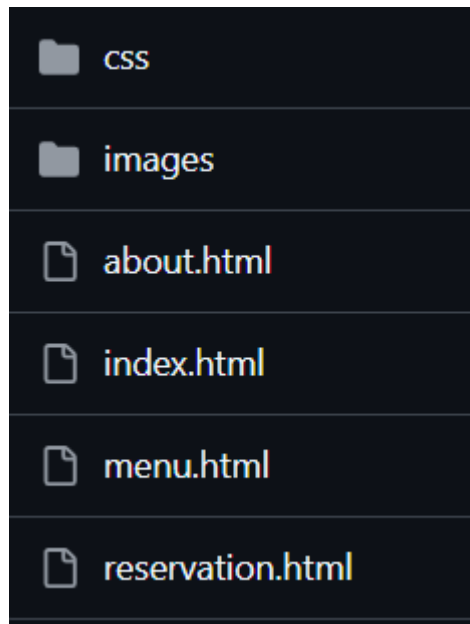 css
images
about.html
index.html
menu.html
reservation.html